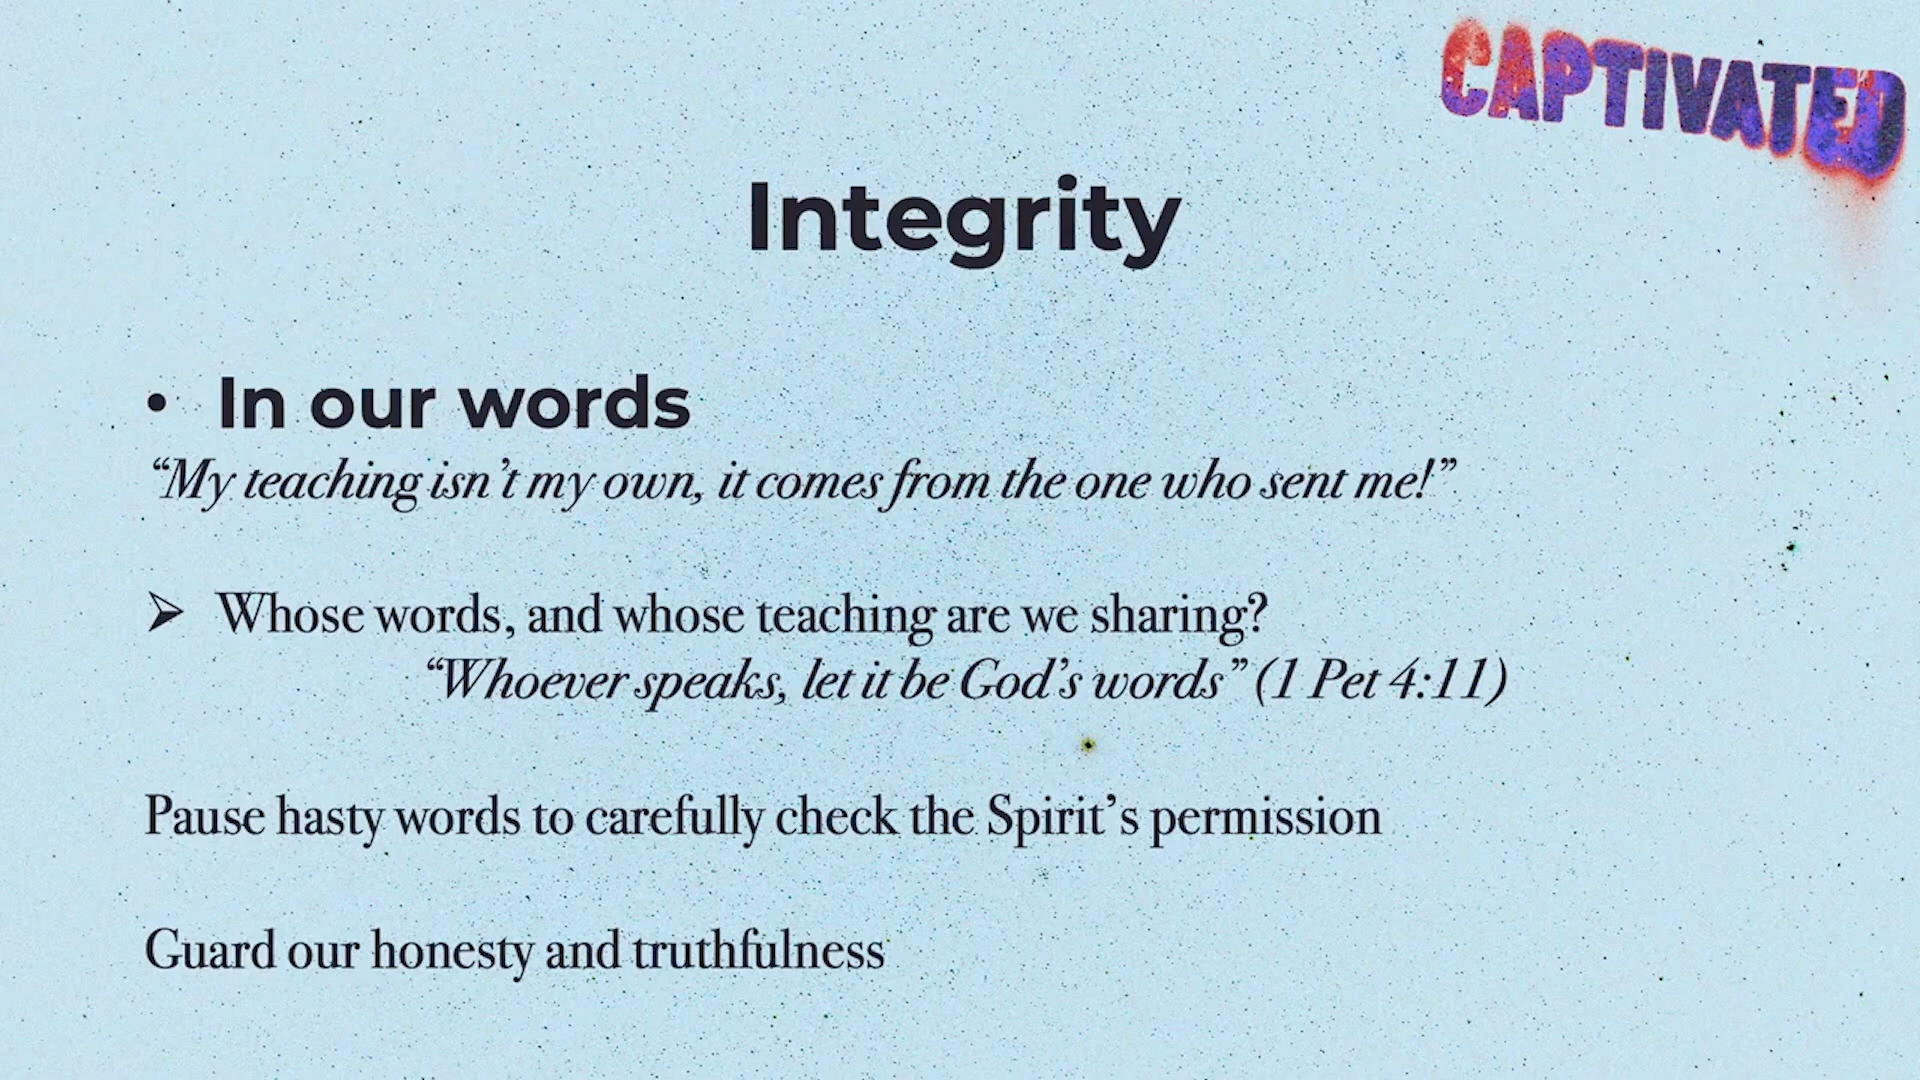 CAPTIVATED
Integrity
• In our words
“My teaching isn’t my own, it comes from the one who sent me!”
➢ Whose words, and whose teaching are we sharing?
“Whoever speaks, let it be God’s words” (1 Pet 4:11)
Pause hasty words to carefully check the Spirit’s permission
Guard our honesty and truthfulness